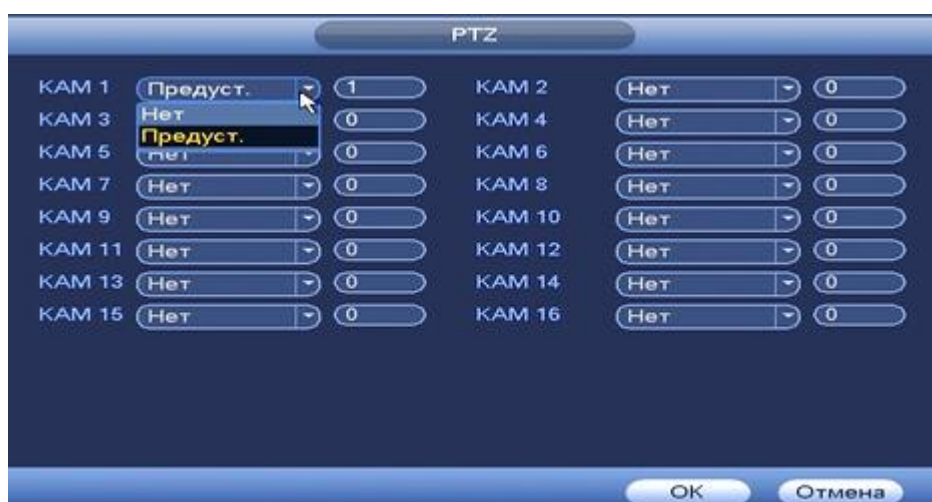 PTZ
КАМ 1 Предуст. 1 КАМ 2 Нет 0
Нет
Предуст.
КАМ 3 0 КАМ 4 Нет 0
КАМ 5 Нет 0 КАМ 6 Нет 0
КАМ 7 Нет 0 КАМ 8 Нет 0
КАМ 9 Нет 0 КАМ 10 Нет 0
КАМ 11 Нет 0 КАМ 12 Нет 0
КАМ 13 Нет 0 КАМ 14 Нет 0
КАМ 15 Нет 0 КАМ 16 Нет 0
ОК Отмена